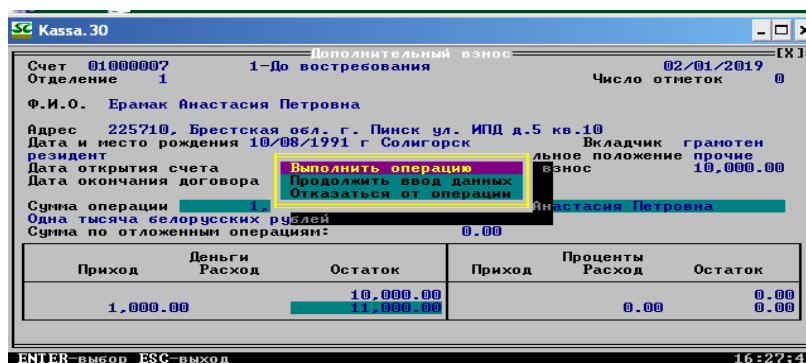 Kassa.30
Дополнительный взнос [X]
Счет 01000007 1-До востребования 02/01/2019
Отделение 1 Число отметок 0
Ф.И.О. Ерамак Анастасия Петровна
Адрес 225710, Брестская обл. г. Пинск ул. ИПД д.5 кв.10
Дата и место рождения 10/08/1991 г Солигорск Вкладчик грамотен
резидент льное положение прочие
Дата открытия счета Выполнить операцию взнос 10,000.00
Дата окончания договора Продолжить ввод данных
Отказаться от операции
Сумма операции 1, Анастасия Петровна
Одна тысяча белорусских рублей
Сумма по отложенным операциям: 0.00
Деньги Проценты
Приход Расход Остаток Приход Расход Остаток
10,000.00 0.00
1,000.00 11,000.00 0.00 0.00
ENTER-выбор ESC-выход 16:27:4